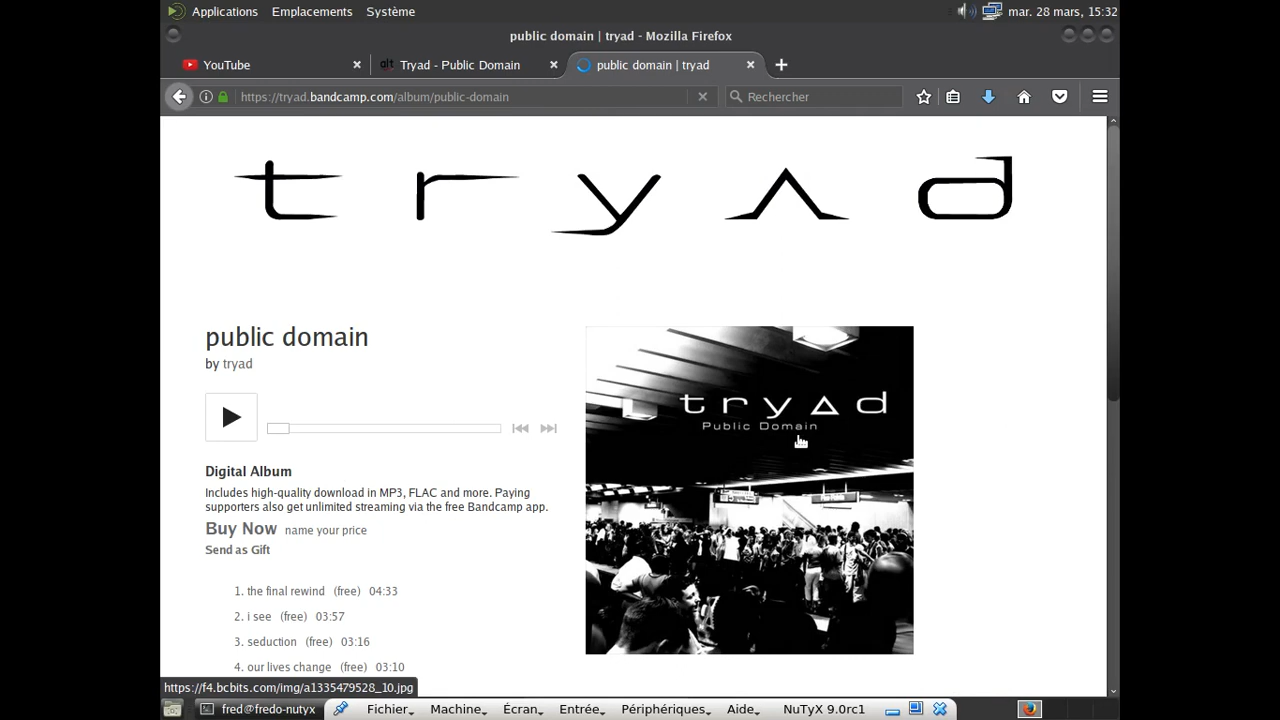 Applications Emplacements Système mar. 28 mars, 15:32
public domain | tryad - Mozilla Firefox
YouTube Tryad - Public Domain public domain | tryad
https://tryad.bandcamp.com/album/public-domain Rechercher
tryad
public domain
by tryad
tryad
Public Domain
Digital Album
Includes high-quality download in MP3, FLAC and more. Paying
supporters also get unlimited streaming via the free Bandcamp app.
Buy Now name your price
Send as Gift
1. the final rewind (free) 04:33
2. i see (free) 03:57
3. seduction (free) 03:16
4. our lives change (free) 03:10
https://f4.bcbits.com/img/a1335479528_10.jpg
fred@fredo-nutyx Fichier Machine Écran Entrée Périphériques Aide NuTyX 9.0rc1